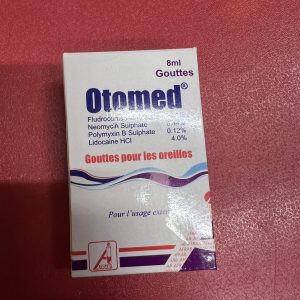 8ml
Gouttes
Otomed®
Neomycin Sulphate
Polymyxin B Sulphate 0.12%
Lidocaine HCl 4.0%
Gouttes pour les oreilles
Pour l'usage